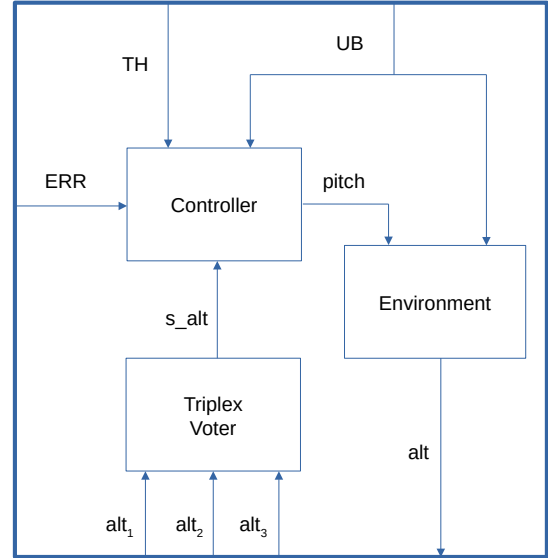 UB
TH
ERR
pitch
Controller
Environment
s_alt
Triplex
Voter
alt
alt₁
alt₂
alt₃